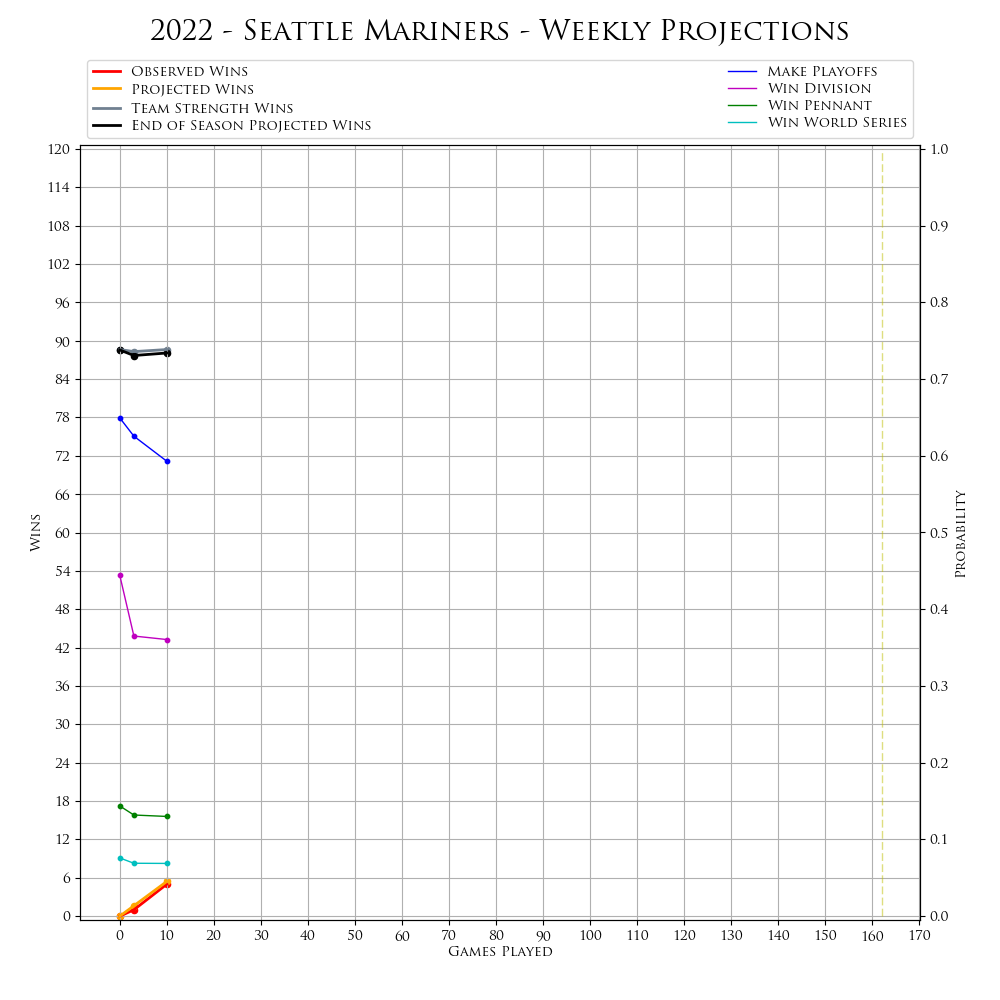 2022 - Seattle Mariners - Weekly Projections
Observed Wins
Projected Wins
Team Strength Wins
End of Season Projected Wins
Make Playoffs
Win Division
Win Pennant
Win World Series
120
114
108
102
96
90
84
78
72
66
60
54
48
42
36
30
24
18
12
6
0
Wins
1.0
0.9
0.8
0.7
0.6
0.5
0.4
0.3
0.2
0.1
0.0
Probability
0 10 20 30 40 50 60 70 80 90 100 110 120 130 140 150 160 170
Games Played